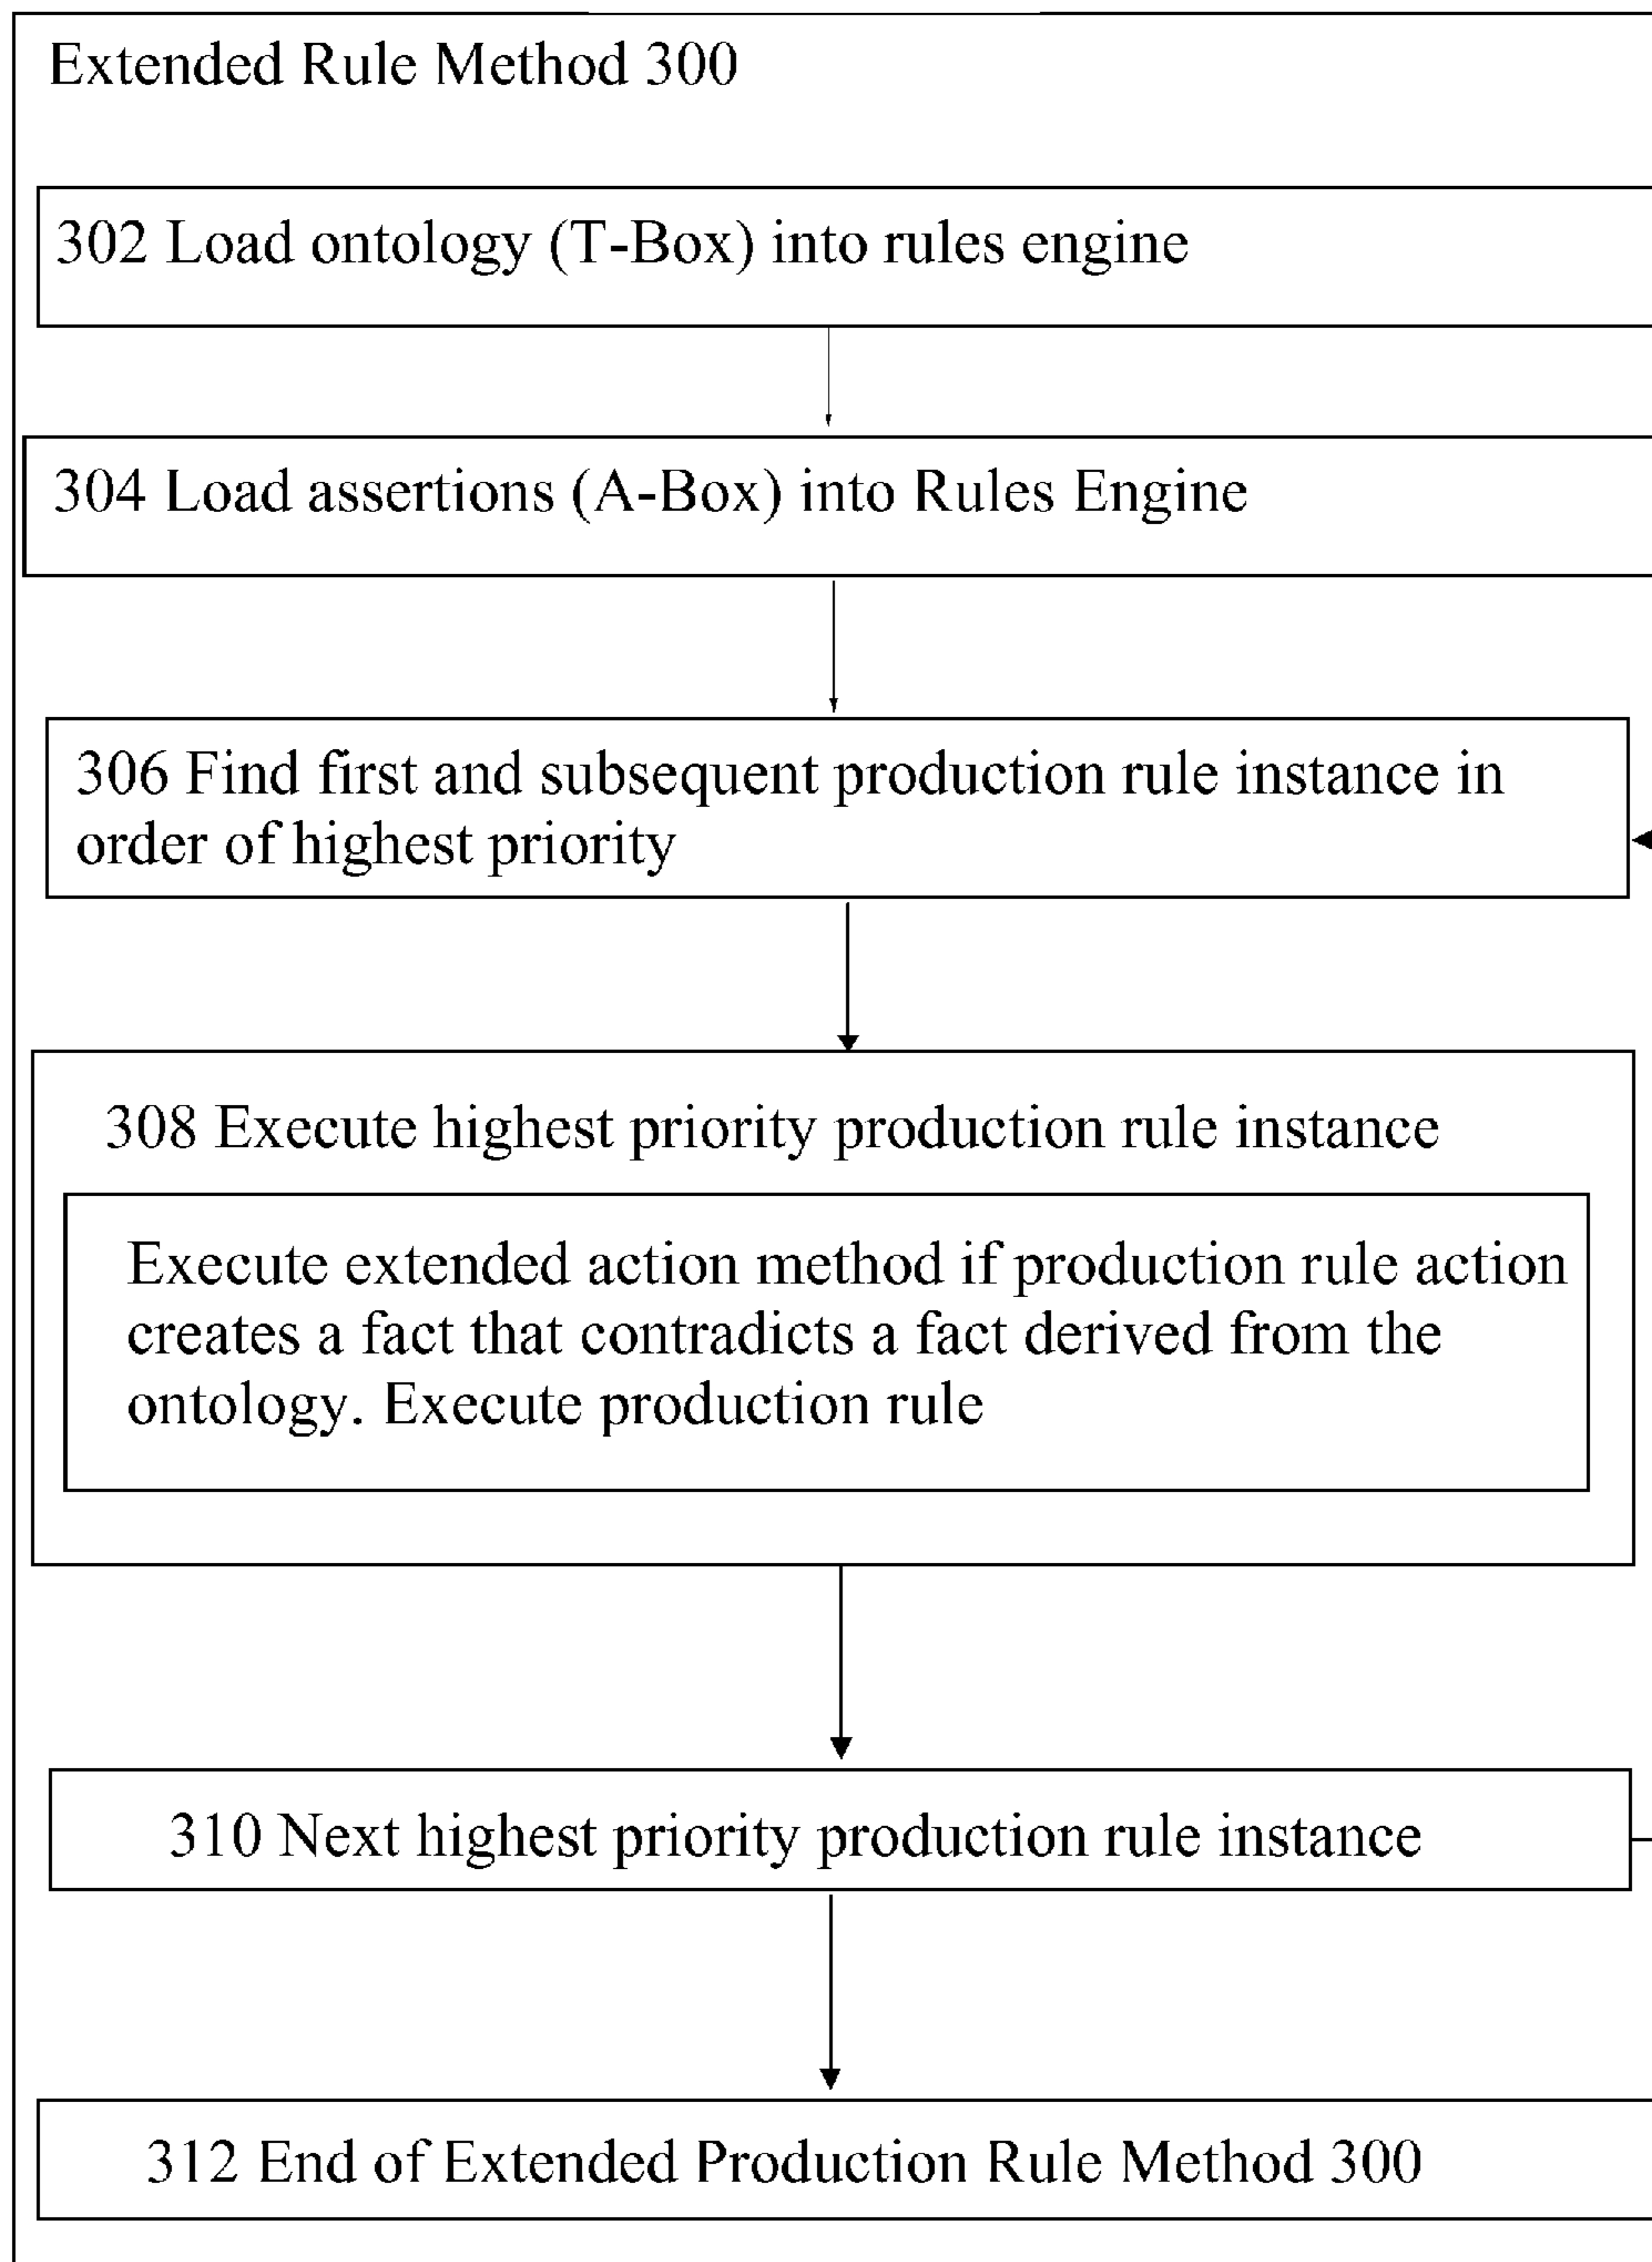 Extended Rule Method 300
302 Load ontology (T-Box) into rules engine
304 Load assertions (A-Box) into Rules Engine
306 Find first and subsequent production rule instance in
order of highest priority
308 Execute highest priority production rule instance
Execute extended action method if production rule action
creates a fact that contradicts a fact derived from the
ontology. Execute production rule
310 Next highest priority production rule instance
312 End of Extended Production Rule Method 300